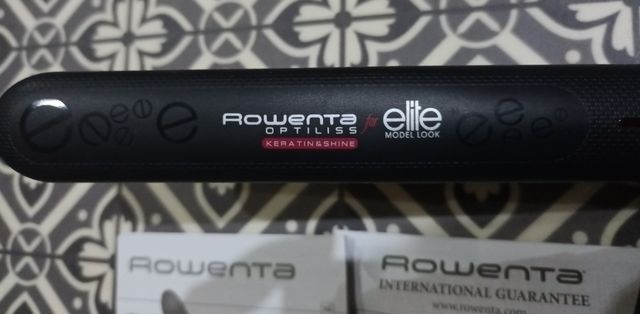 ROWENTA for elite
OPTILISS MODEL LOOK
KERATIN&SHINE
e e e e e e
e e e e e
ROWENTA
ROWENTA
INTERNATIONAL GUARANTEE
www.rowenta.com